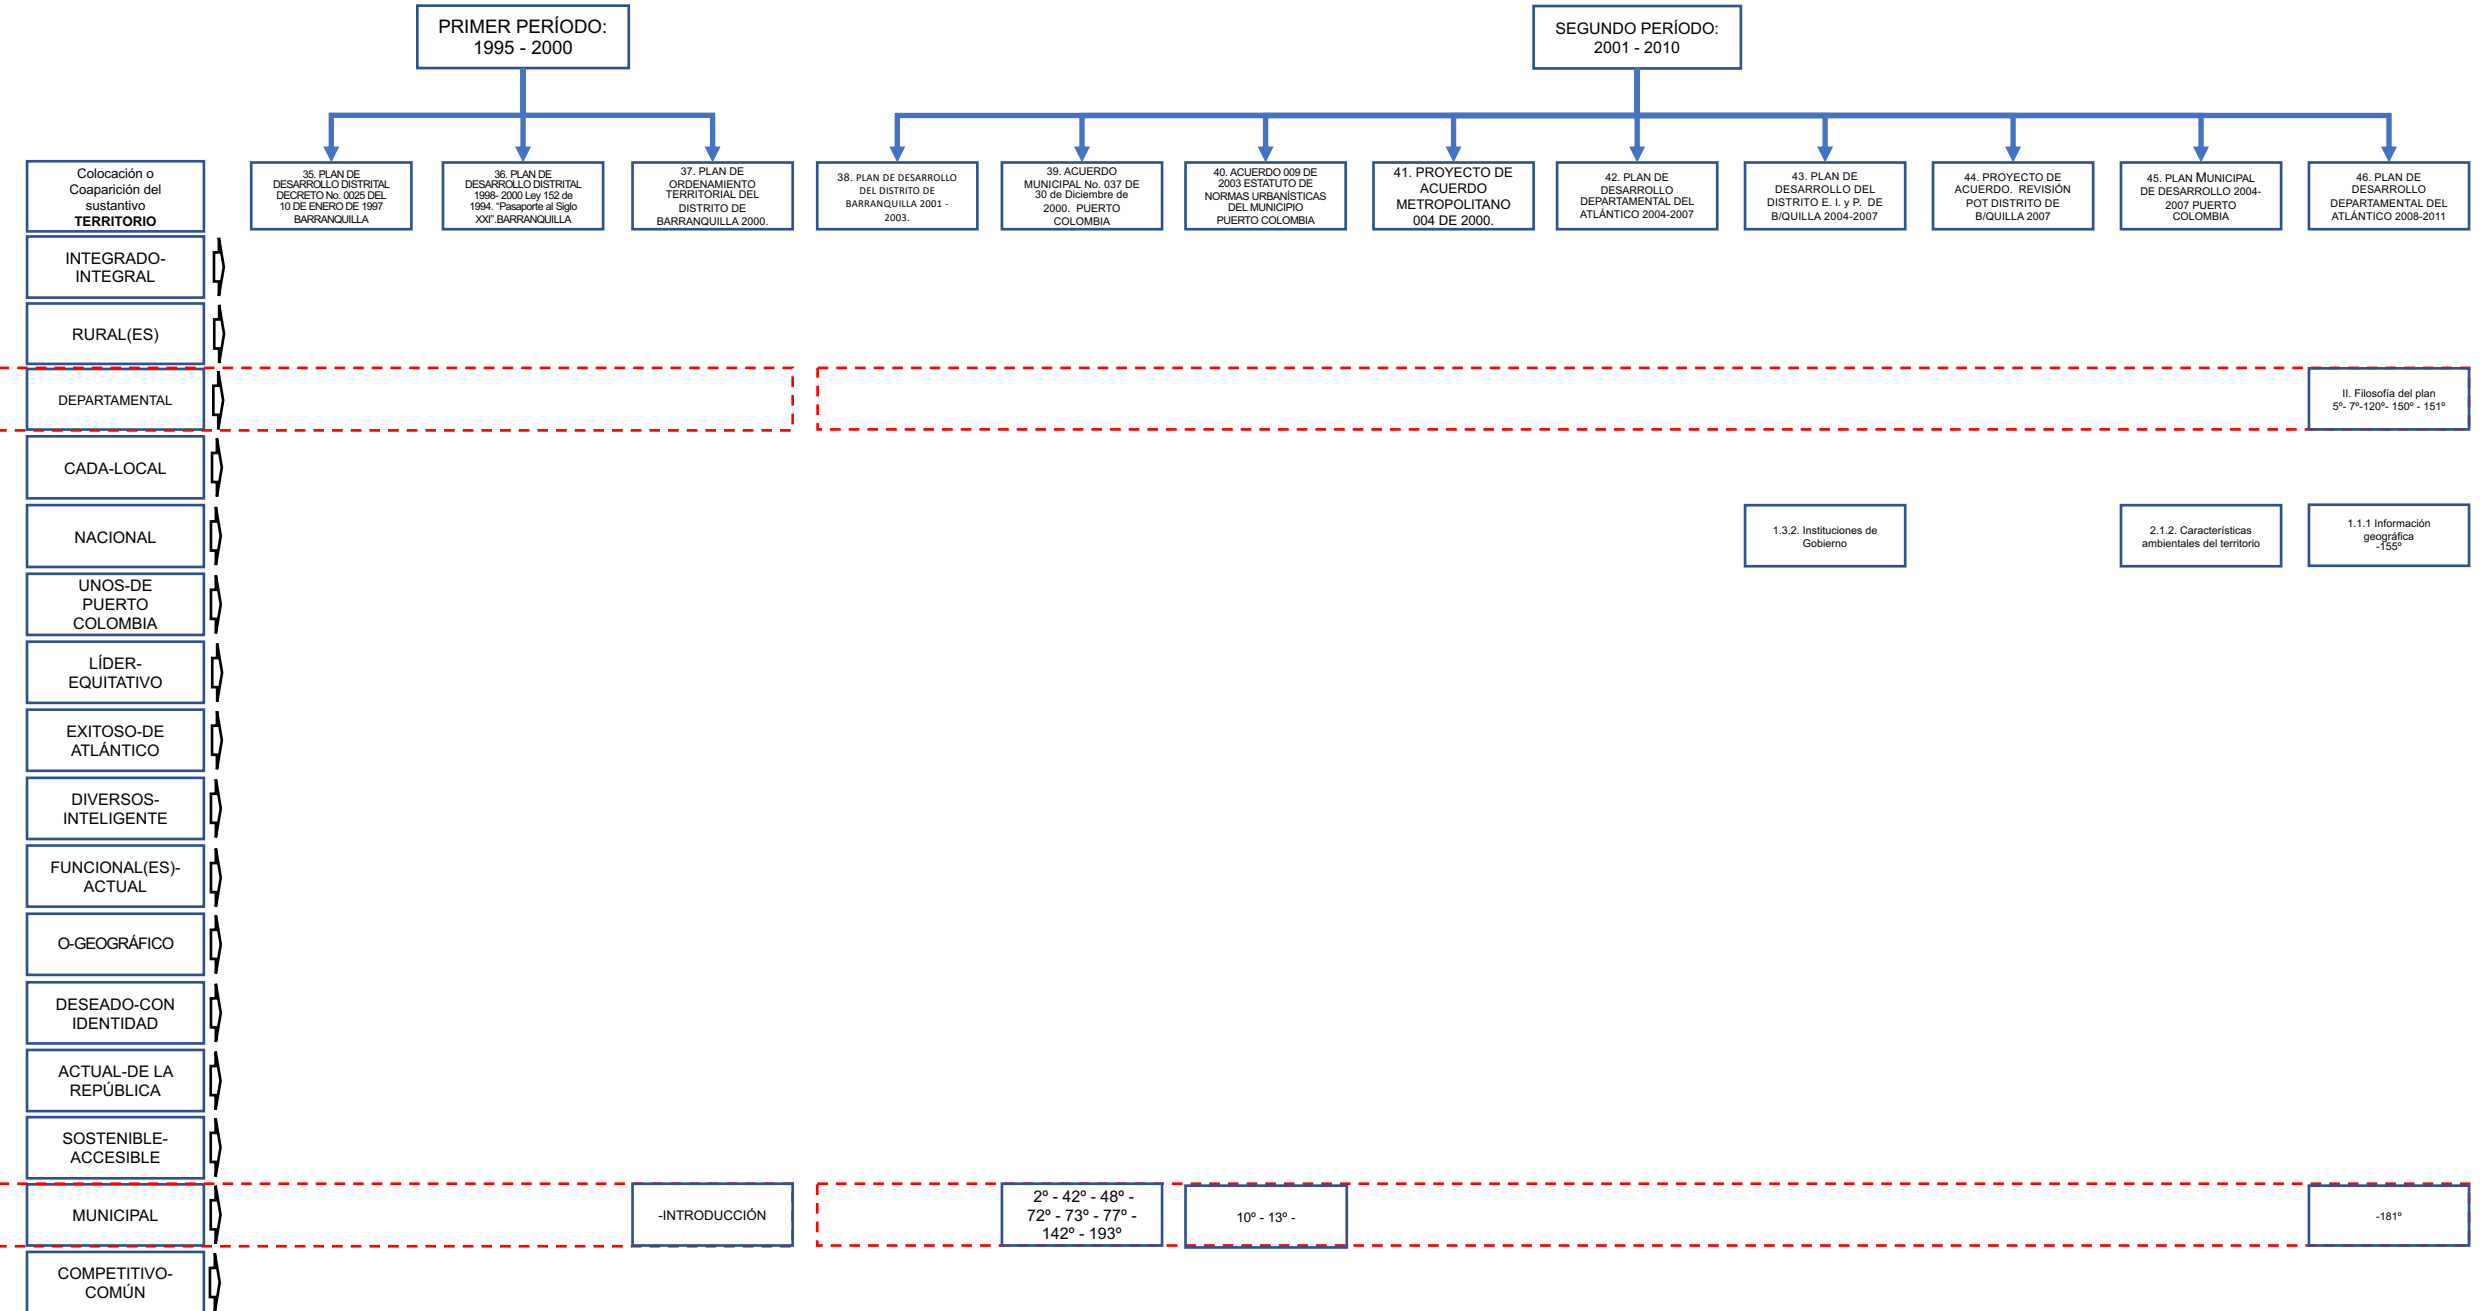 PRIMER PERÍODO:
1995 - 2000
SEGUNDO PERÍODO:
2001 - 2010
Colocación o
Coaparición del
sustantivo
TERRITORIO
35. PLAN DE
DESARROLLO DISTRITAL
DECRETO No. 0025 DEL
10 DE ENERO DE 1997
BARRANQUILLA
36. PLAN DE
DESARROLLO DISTRITAL
1998- 2000 Ley 152 de
1994. "Pasaporte al Siglo
XXI".BARRANQUILLA
37. PLAN DE
ORDENAMIENTO
TERRITORIAL DEL
DISTRITO DE
BARRANQUILLA 2000.
38. PLAN DE DESARROLLO
DEL DISTRITO DE
BARRANQUILLA 2001 -
2003.
39. ACUERDO
MUNICIPAL No. 037 DE
30 de Diciembre de
2000. PUERTO
COLOMBIA
40. ACUERDO 009 DE
2003 ESTATUTO DE
NORMAS URBANÍSTICAS
DEL MUNICIPIO
PUERTO COLOMBIA
41. PROYECTO DE
ACUERDO
METROPOLITANO
004 DE 2000.
42. PLAN DE
DESARROLLO
DEPARTAMENTAL DEL
ATLÁNTICO 2004-2007
43. PLAN DE
DESARROLLO DEL
DISTRITO E. I. y P. DE
B/QUILLA 2004-2007
44. PROYECTO DE
ACUERDO. REVISIÓN
POT DISTRITO DE
B/QUILLA 2007
45. PLAN MUNICIPAL
DE DESARROLLO 2004-
2007 PUERTO
COLOMBIA
46. PLAN DE
DESARROLLO
DEPARTAMENTAL DEL
ATLÁNTICO 2008-2011
INTEGRADO-
INTEGRAL
RURAL(ES)
DEPARTAMENTAL
II. Filosofía del plan
5º- 7º-120º- 150º - 151º
CADA-LOCAL
NACIONAL
1.3.2. Instituciones de
Gobierno
2.1.2. Características
ambientales del territorio
1.1.1 Información
geográfica
-155º
UNOS-DE
PUERTO
COLOMBIA
LÍDER-
EQUITATIVO
EXITOSO-DE
ATLÁNTICO
DIVERSOS-
INTELIGENTE
FUNCIONAL(ES)-
ACTUAL
O-GEOGRÁFICO
DESEADO-CON
IDENTIDAD
ACTUAL-DE LA
REPÚBLICA
SOSTENIBLE-
ACCESIBLE
MUNICIPAL
-INTRODUCCIÓN
2º - 42º - 48º -
72º - 73º - 77º -
142º - 193º
10º - 13º -
-181º
COMPETITIVO-
COMÚN